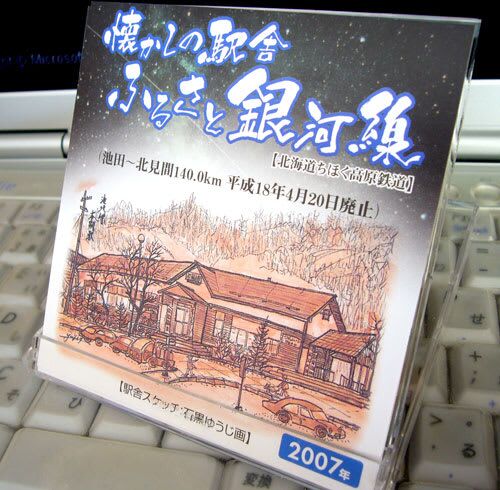 Microsoft
懐かしの駅舎
ふるさと銀河線
【北海道ちほく高原鉄道】
(池田～北見間140.0km 平成18年4月20日廃止)
【駅舎スケッチ:石黒ゆうじ画】
2007年
変換